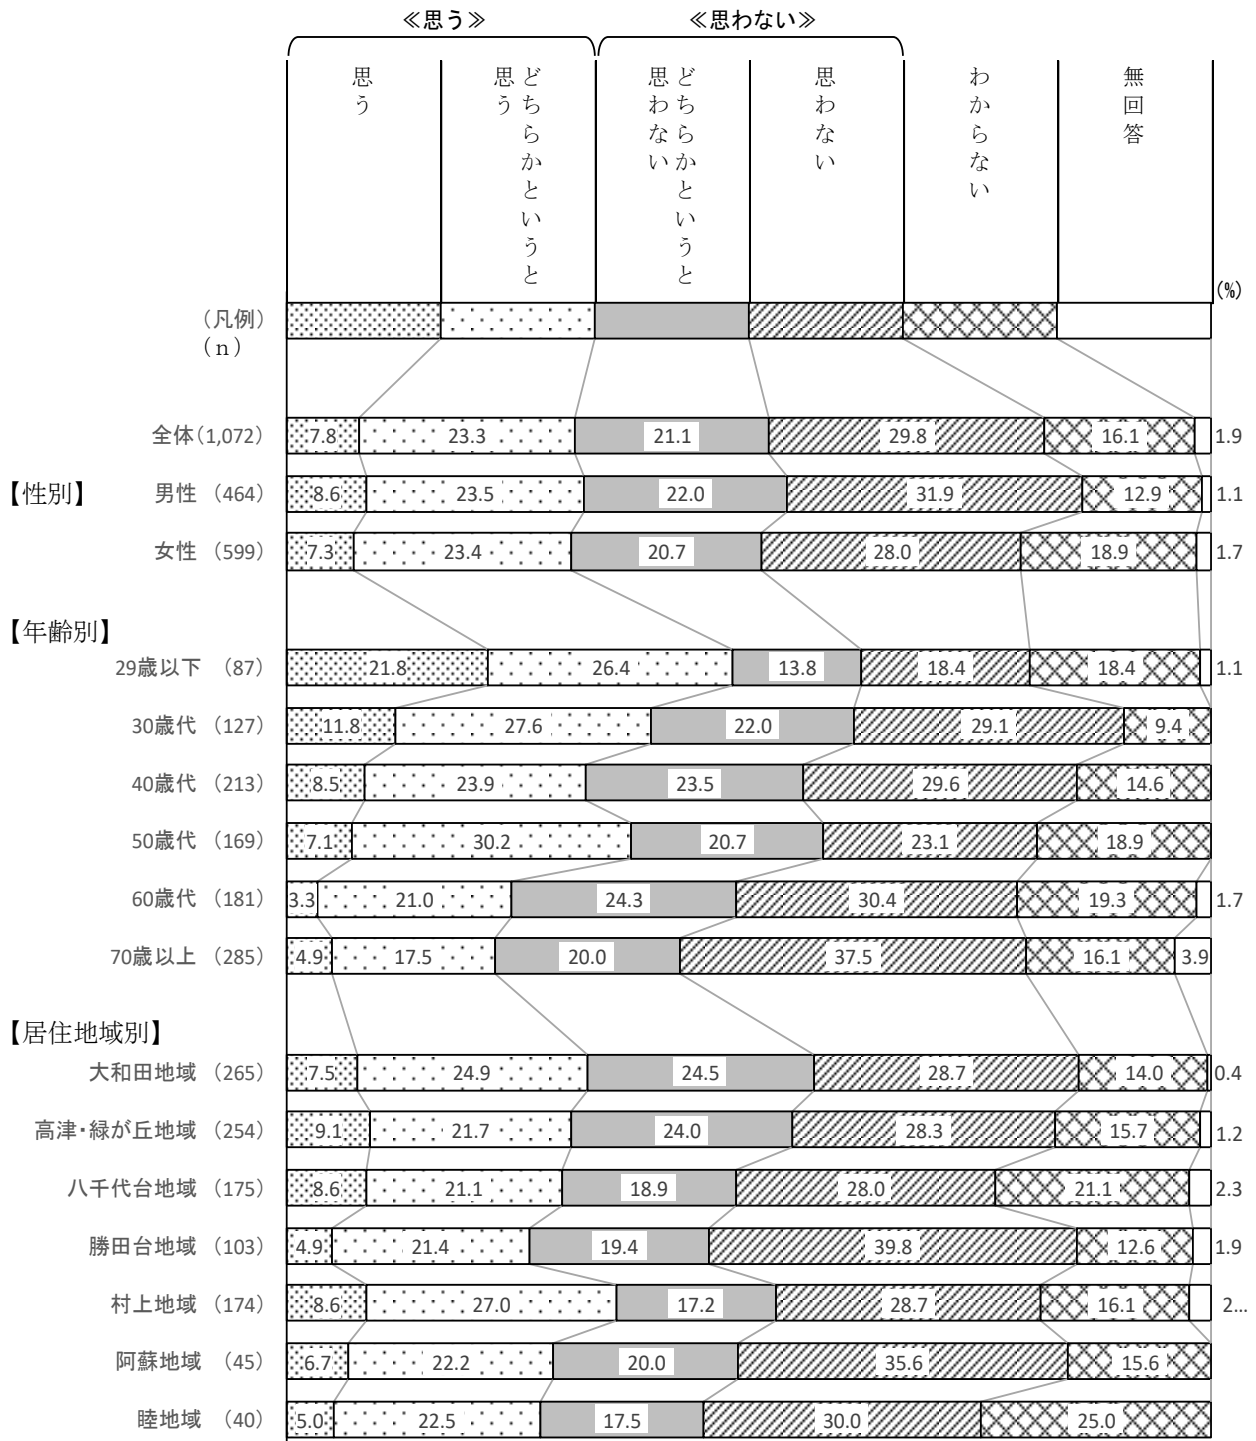 ≪思う≫ ≪思わない≫
思う
どちらかというと
思う
どちらかというと
思わない
思わない
わからない
無回答
(%)
(凡例)
(n)
全体(1,072) 7.8 23.3 21.1 29.8 16.1 1.9
【性別】 男性 (464) 8.6 23.5 22.0 31.9 12.9 1.1
女性 (599) 7.3 23.4 20.7 28.0 18.9 1.7
【年齢別】
29歳以下 (87) 21.8 26.4 13.8 18.4 18.4 1.1
30歳代 (127) 11.8 27.6 22.0 29.1 9.4
40歳代 (213) 8.5 23.9 23.5 29.6 14.6
50歳代 (169) 7.1 30.2 20.7 23.1 18.9
60歳代 (181) 3.3 21.0 24.3 30.4 19.3 1.7
70歳以上 (285) 4.9 17.5 20.0 37.5 16.1 3.9
【居住地域別】
大和田地域 (265) 7.5 24.9 24.5 28.7 14.0 0.4
高津・緑が丘地域 (254) 9.1 21.7 24.0 28.3 15.7 1.2
八千代台地域 (175) 8.6 21.1 18.9 28.0 21.1 2.3
勝田台地域 (103) 4.9 21.4 19.4 39.8 12.6 1.9
村上地域 (174) 8.6 27.0 17.2 28.7 16.1 2…
阿蘇地域 (45) 6.7 22.2 20.0 35.6 15.6
睦地域 (40) 5.0 22.5 17.5 30.0 25.0